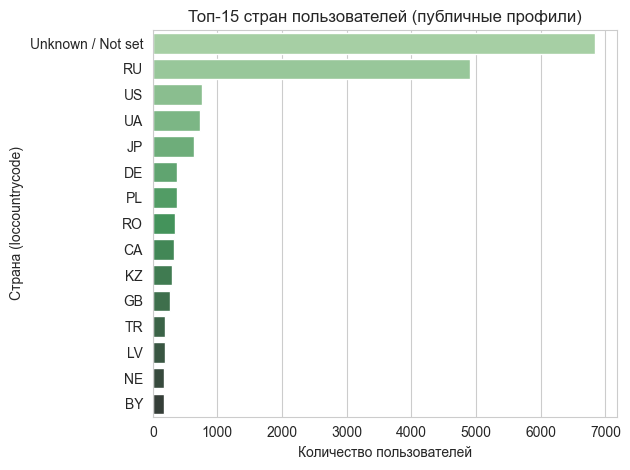 Топ-15 стран пользователей (публичные профили)
Страна (loccountrycode)
Unknown / Not set
RU
US
UA
JP
DE
PL
RO
CA
KZ
GB
TR
LV
NE
BY
0 1000 2000 3000 4000 5000 6000 7000
Количество пользователей